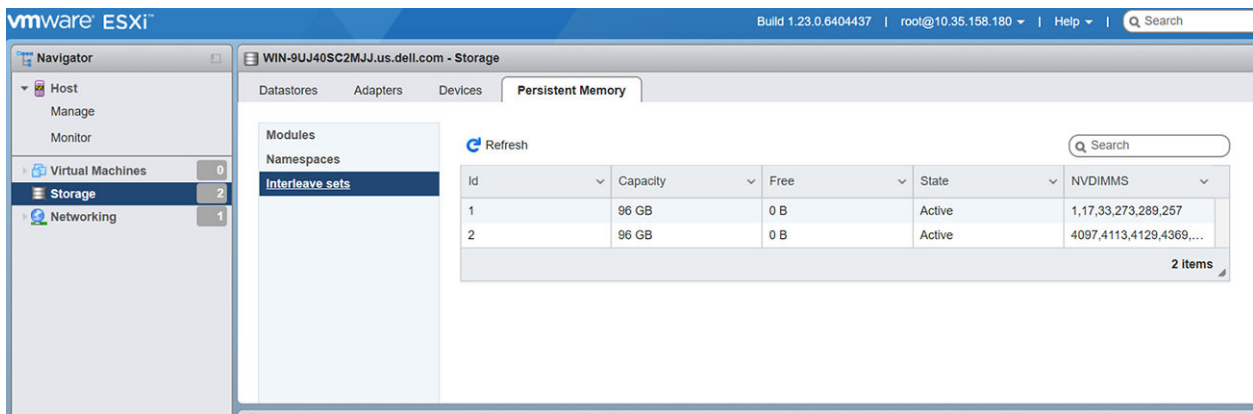 vmware ESXi™
Build 1.23.0.6404437 | root@10.35.158.180 | Help | Search
Navigator
WIN-9UJ40SC2MJJ.us.dell.com - Storage
Host
Manage
Monitor
Virtual Machines 0
Storage 2
Networking 1
Datastores Adapters Devices Persistent Memory
Modules
Namespaces
Interleave sets
Refresh Search
Id Capacity Free State NVDIMMS
1 96 GB 0 B Active 1,17,33,273,289,257
2 96 GB 0 B Active 4097,4113,4129,4369,...
2 items